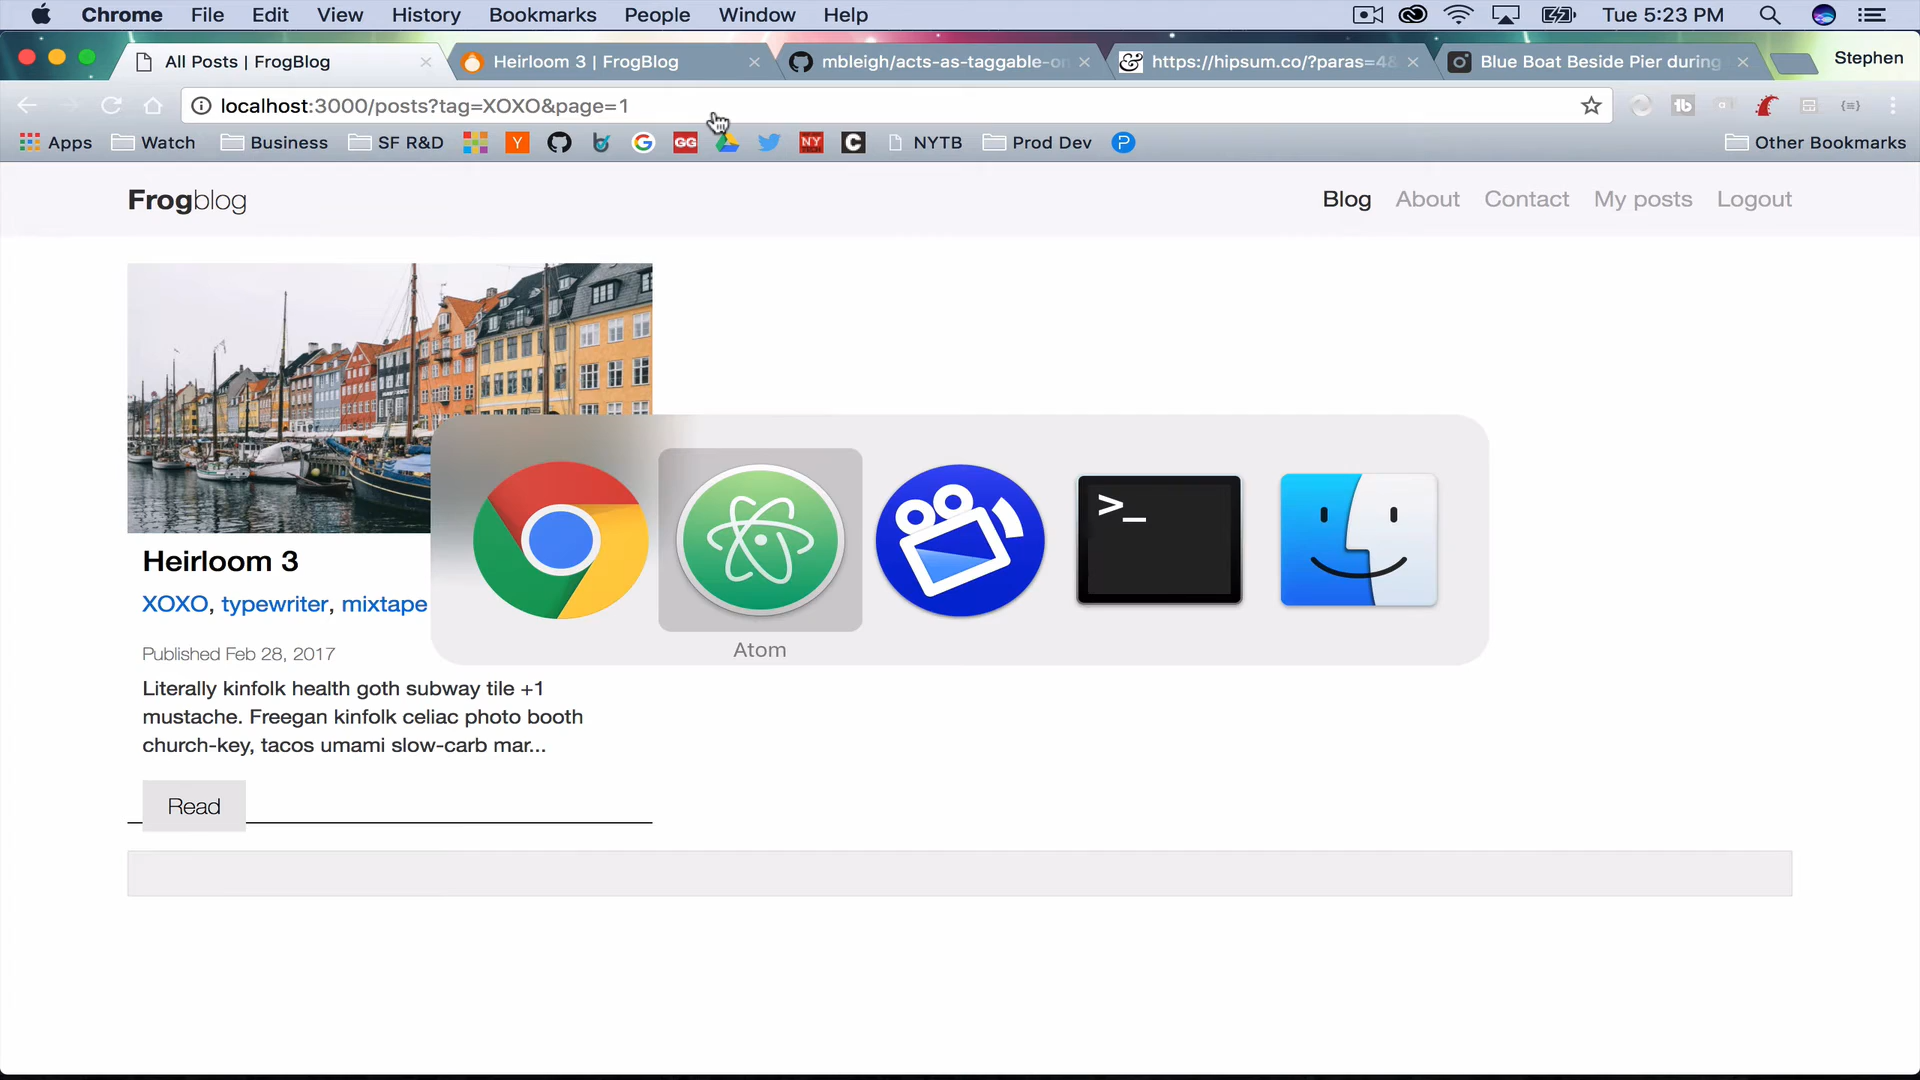 Chrome File Edit View History Bookmarks People Window Help Tue 5:23 PM
All Posts | FrogBlog
Heirloom 3 | FrogBlog
mbleigh/acts-as-taggable-on
https://hipsum.co/?paras=4&
Blue Boat Beside Pier during
Stephen
localhost:3000/posts?tag=XOXO&page=1
Apps Watch Business SF R&D Y G GG NY C NYTB Prod Dev P Other Bookmarks
Frogblog
Blog About Contact My posts Logout
>_
Atom
Heirloom 3
XOXO, typewriter, mixtape
Published Feb 28, 2017
Literally kinfolk health goth subway tile +1
mustache. Freegan kinfolk celiac photo booth
church-key, tacos umami slow-carb mar...
Read